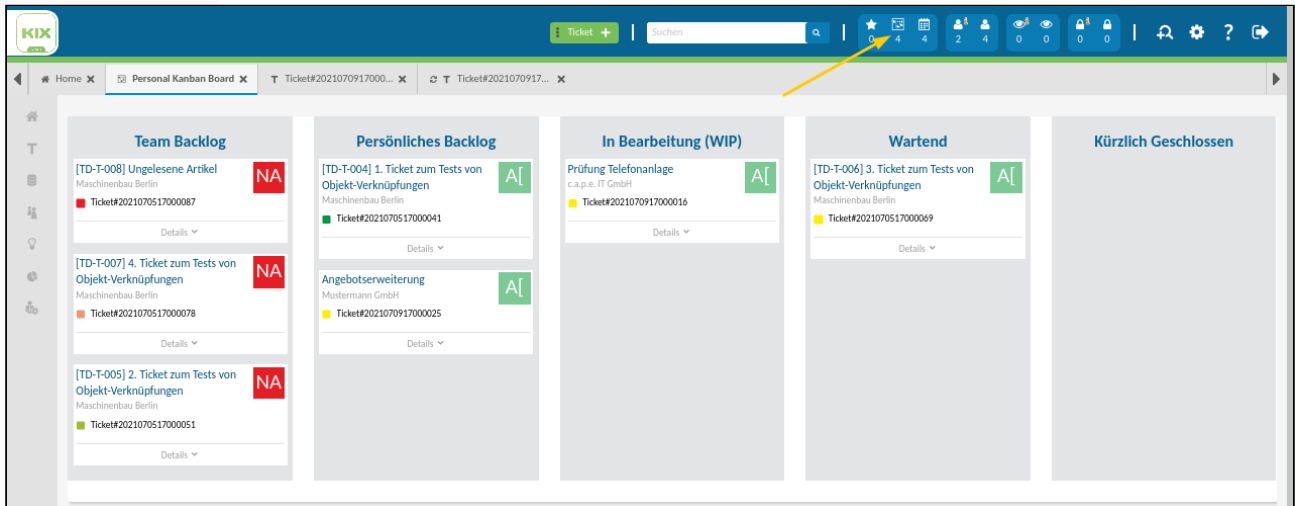 KIX
Ticket +
Suchen
0 4 4 2 4 0 0 0 0
Home
Personal Kanban Board
T Ticket#2021070917000...
T Ticket#2021070917...
Team Backlog
[TD-T-008] Ungelesene Artikel
Maschinenbau Berlin
NA
Ticket#2021070517000087
Details
[TD-T-007] 4. Ticket zum Tests von
Objekt-Verknüpfungen
Maschinenbau Berlin
NA
Ticket#2021070517000078
Details
[TD-T-005] 2. Ticket zum Tests von
Objekt-Verknüpfungen
Maschinenbau Berlin
NA
Ticket#2021070517000051
Details
Persönliches Backlog
[TD-T-004] 1. Ticket zum Tests von
Objekt-Verknüpfungen
Maschinenbau Berlin
A[
Ticket#2021070517000041
Details
Angebotserweiterung
Mustermann GmbH
A[
Ticket#2021070917000025
Details
In Bearbeitung (WIP)
Prüfung Telefonanlage
c.a.p.e. IT GmbH
A[
Ticket#2021070917000016
Details
Wartend
[TD-T-006] 3. Ticket zum Tests von
Objekt-Verknüpfungen
Maschinenbau Berlin
A[
Ticket#2021070517000069
Details
Kürzlich Geschlossen